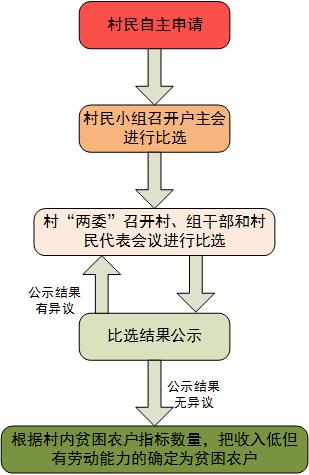 村民自主申请
村民小组召开户主会
进行比选
村“两委”召开村、组干部和村
民代表会议进行比选
公示结果
有异议
比选结果公示
公示结果
无异议
根据村内贫困农户指标数量，把收入低但
有劳动能力的确定为贫困农户